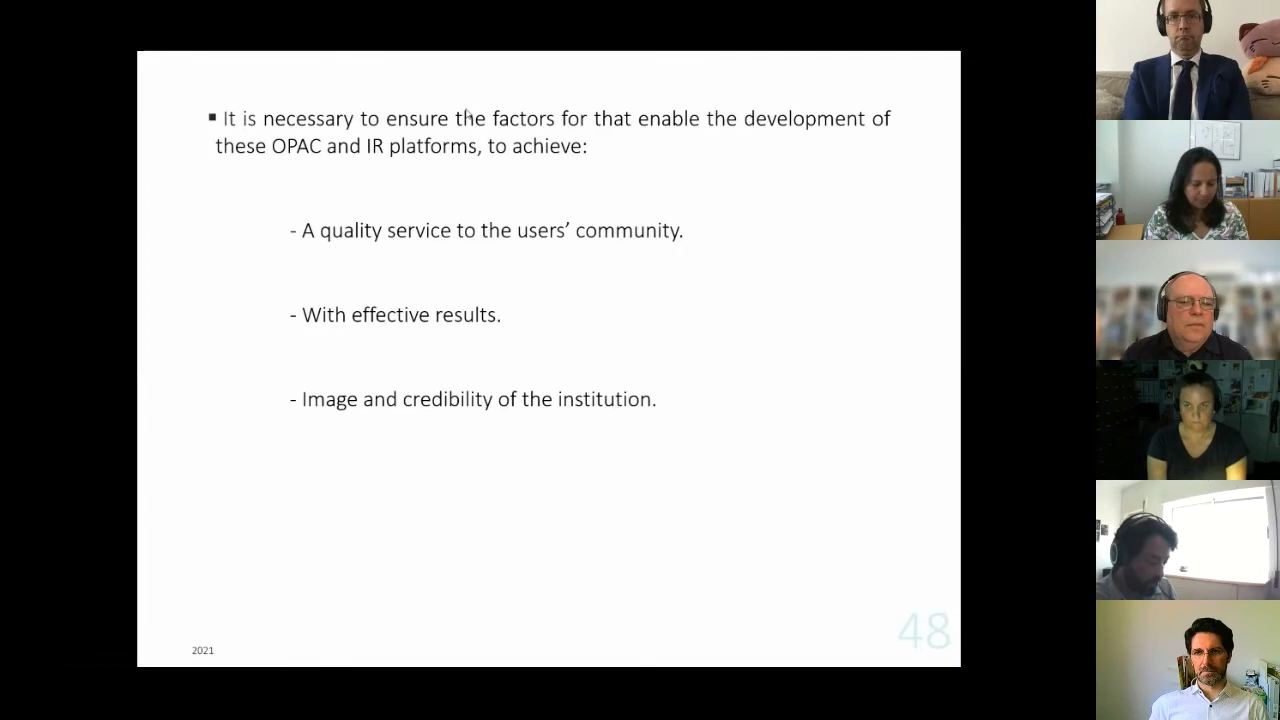 ▪ It is necessary to ensure the factors for that enable the development of
these OPAC and IR platforms, to achieve:
- A quality service to the users’ community.
- With effective results.
- Image and credibility of the institution.
2021
48